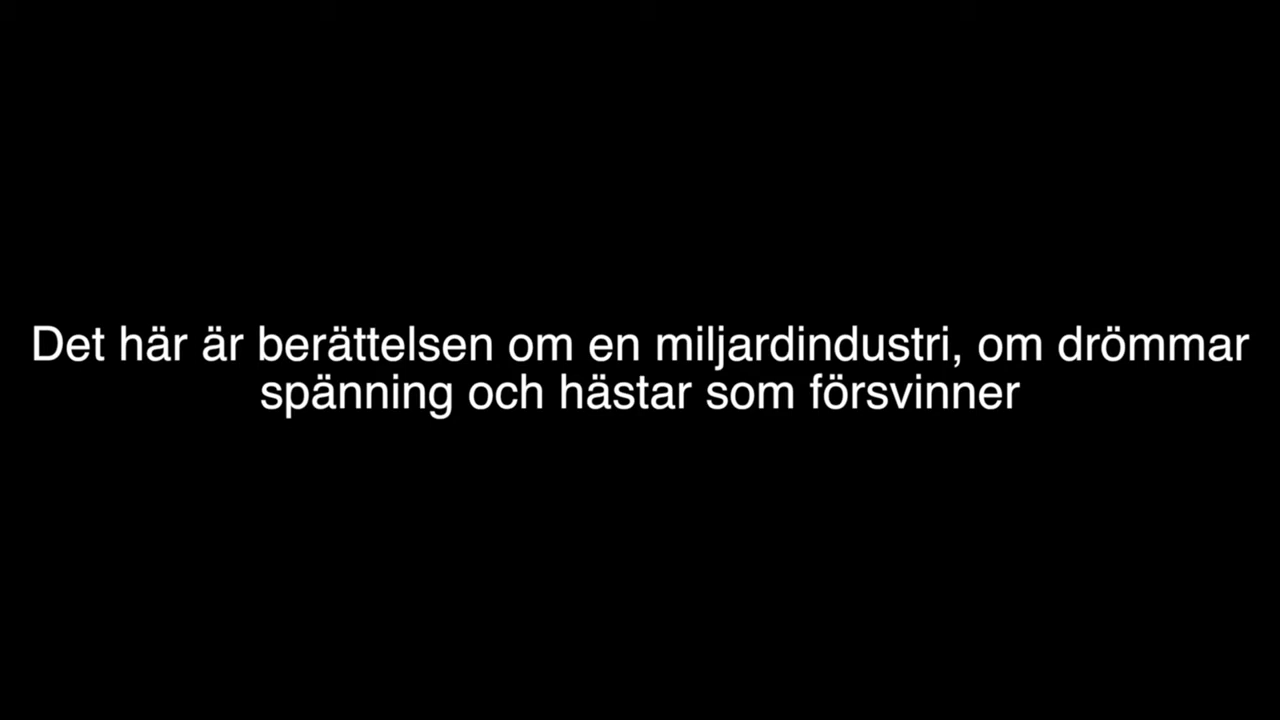 Det här är berättelsen om en miljardindustri, om drömmar
spänning och hästar som försvinner